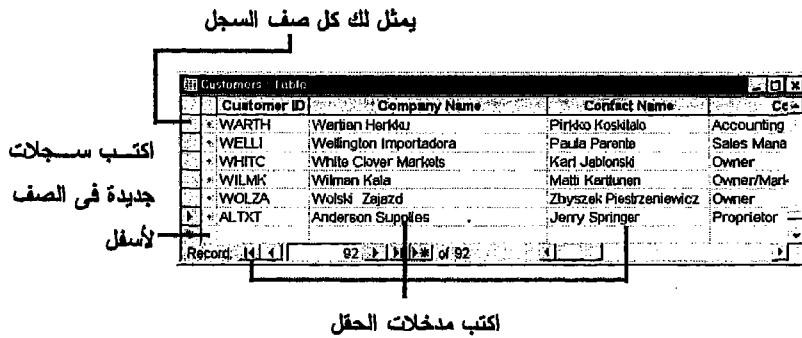 يمثل لك كل صف السجل
Customers : Table
Customer ID Company Name Contact Name Co
WARTH Wartian Herkku Pirkko Koskitalo Accounting
WELLI Wellington Importadora Paula Parente Sales Mana
WHITC White Clover Markets Karl Jablonski Owner
WILMK Wilman Kala Matti Karttunen Owner/Mark
WOLZA Wolski Zajazd Zbyszek Piestrzeniewicz Owner
ALTXT Anderson Supplies Jerry Springer Proprietor
Record: 92 of 92
اكتب سجلات
جديدة فى الصف
لأسفل
اكتب مدخلات الحقل